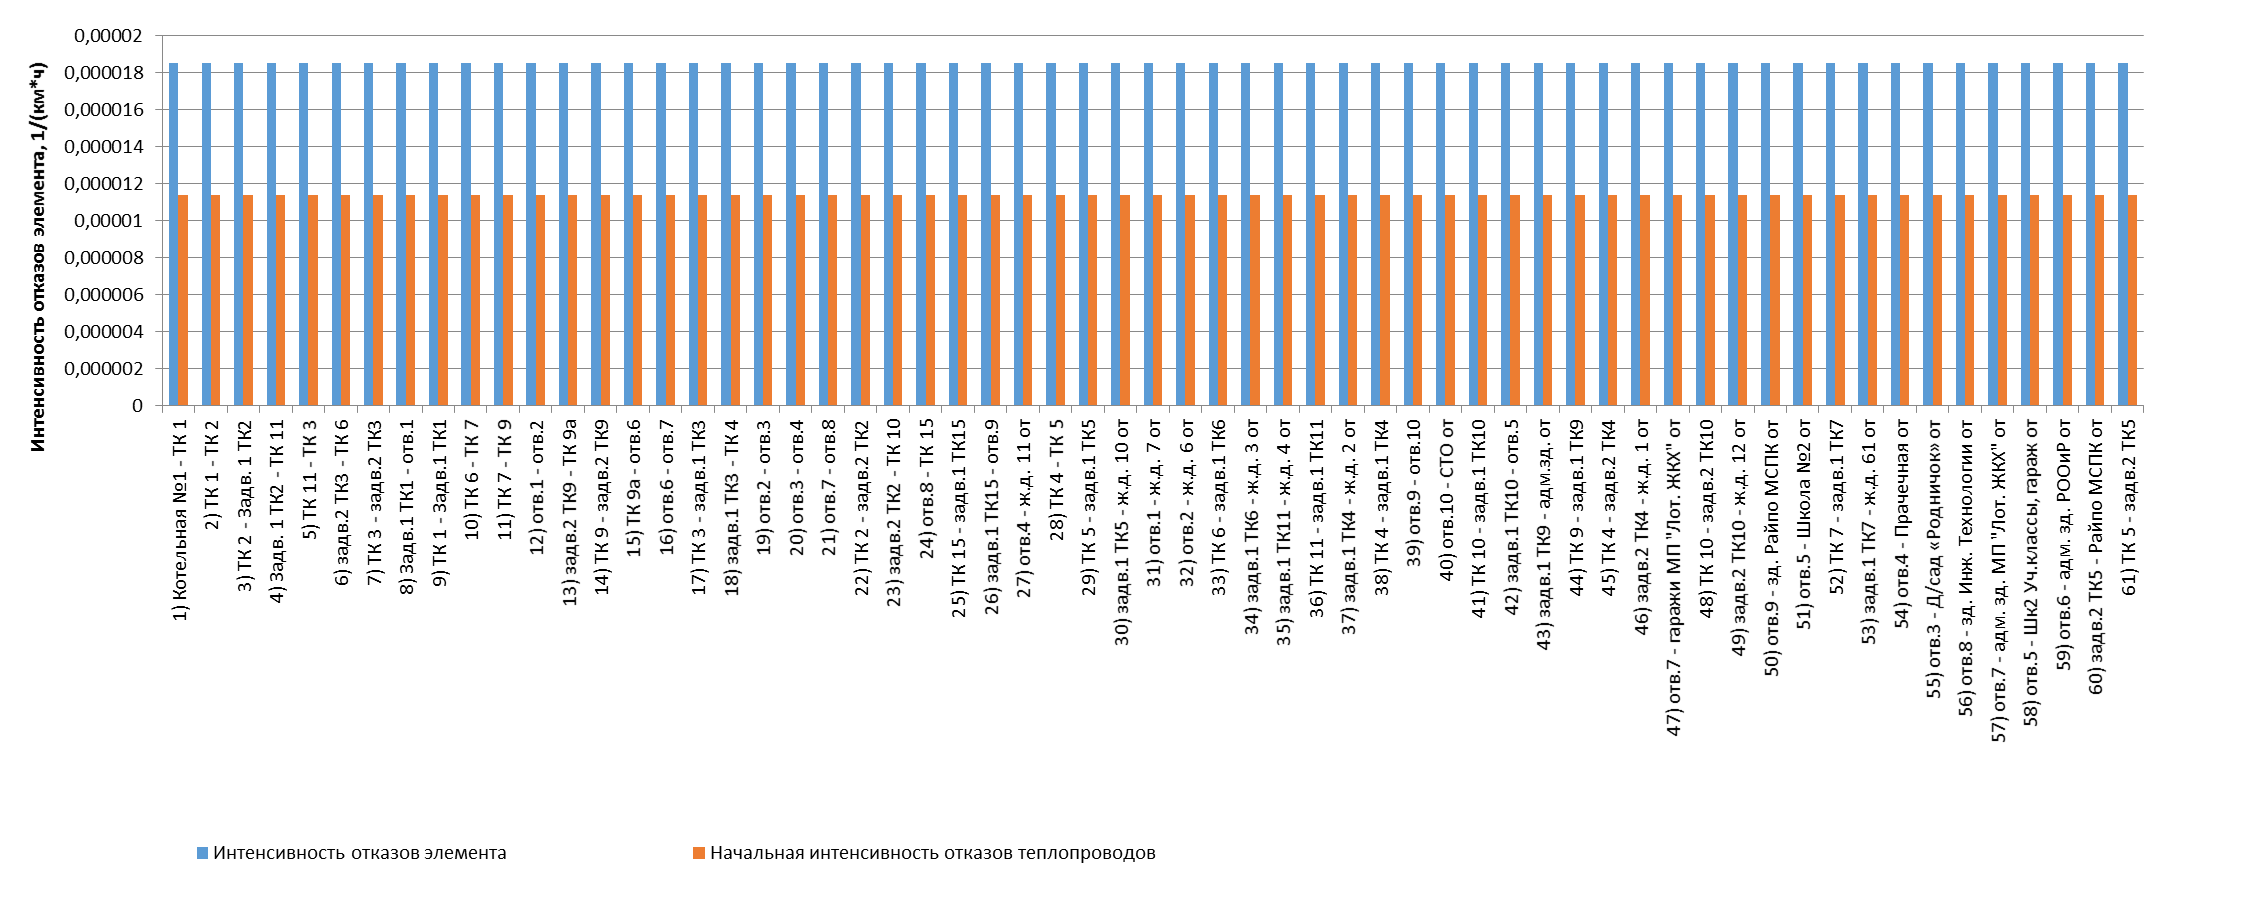 Интенсивность отказов элемента, 1/(км*ч)
0,00002
0,000018
0,000016
0,000014
0,000012
0,00001
0,000008
0,000006
0,000004
0,000002
0
1) Котельная №1 - ТК 1
2) ТК 1 - ТК 2
3) ТК 2 - Задв. 1 ТК2
4) Задв. 1 ТК2 - ТК 11
5) ТК 11 - ТК 3
6) задв.2 ТК3 - ТК 6
7) ТК 3 - задв.2 ТК3
8) Задв.1 ТК1 - отв.1
9) ТК 1 - Задв.1 ТК1
10) ТК 6 - ТК 7
11) ТК 7 - ТК 9
12) отв.1 - отв.2
13) задв.2 ТК9 - ТК 9а
14) ТК 9 - задв.2 ТК9
15) ТК 9а - отв.6
16) отв.6 - отв.7
17) ТК 3 - задв.1 ТК3
18) задв.1 ТК3 - ТК 4
19) отв.2 - отв.3
20) отв.3 - отв.4
21) отв.7 - отв.8
22) ТК 2 - задв.2 ТК2
23) задв.2 ТК2 - ТК 10
24) отв.8 - ТК 15
25) ТК 15 - задв.1 ТК15
26) задв.1 ТК15 - отв.9
27) отв.4 - ж.д. 11 от
28) ТК 4 - ТК 5
29) ТК 5 - задв.1 ТК5
30) задв.1 ТК5 - ж.д. 10 от
31) отв.1 - ж.д. 7 от
32) отв.2 - ж.д. 6 от
33) ТК 6 - задв.1 ТК6
34) задв.1 ТК6 - ж.д. 3 от
35) задв.1 ТК11 - ж.д. 4 от
36) ТК 11 - задв.1 ТК11
37) задв.1 ТК4 - ж.д. 2 от
38) ТК 4 - задв.1 ТК4
39) отв.9 - отв.10
40) отв.10 - СТО от
41) ТК 10 - задв.1 ТК10
42) задв.1 ТК10 - отв.5
43) задв.1 ТК9 - адм.зд. от
44) ТК 9 - задв.1 ТК9
45) ТК 4 - задв.2 ТК4
46) задв.2 ТК4 - ж.д. 1 от
47) отв.7 - гаражи МП "Лот. ЖКХ" от
48) ТК 10 - задв.2 ТК10
49) задв.2 ТК10 - ж.д. 12 от
50) отв.9 - зд. Райпо МСПК от
51) отв.5 - Школа №2 от
52) ТК 7 - задв.1 ТК7
53) задв.1 ТК7 - ж.д. 61 от
54) отв.4 - Прачечная от
55) отв.3 - Д/сад «Родничок» от
56) отв.8 - зд. Инж. Технологии от
57) отв.7 - адм. зд. МП "Лот. ЖКХ" от
58) отв.5 - Шк2 Уч.классы, гараж от
59) отв.6 - адм. зд. РООиР от
60) задв.2 ТК5 - Райпо МСПК от
61) ТК 5 - задв.2 ТК5
Интенсивность отказов элемента
Начальная интенсивность отказов теплопроводов